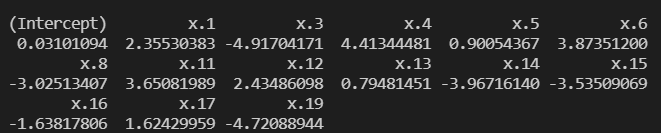 (Intercept) x.1 x.3 x.4 x.5 x.6
0.03101094 2.35530383 -4.91704171 4.41344481 0.90054367 3.87351200
x.8 x.11 x.12 x.13 x.14 x.15
-3.02513407 3.65081989 2.43486098 0.79481451 -3.96716140 -3.53509069
x.16 x.17 x.19
-1.63817806 1.62429959 -4.72088944